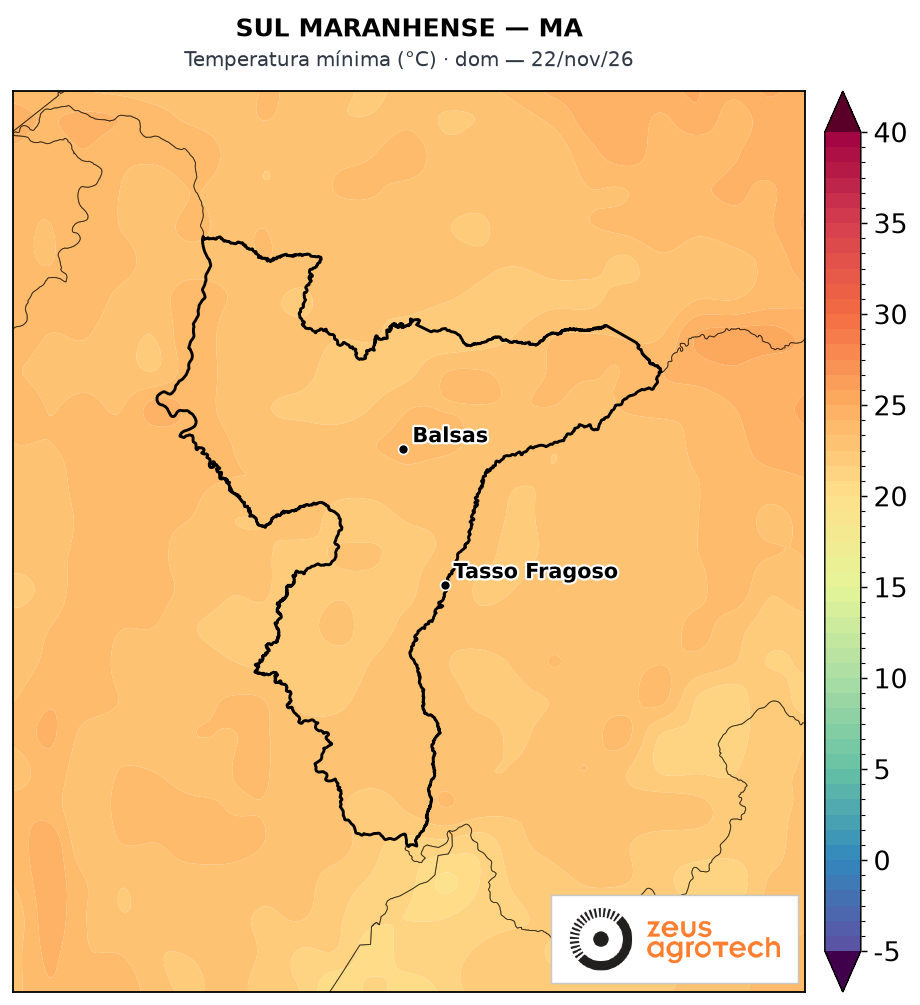 SUL MARANHENSE — MA
Temperatura mínima (°C) · dom — 22/nov/26
40
35
30
25
20
15
10
5
0
-5
Balsas
Tasso Fragoso
zeus
agrotech